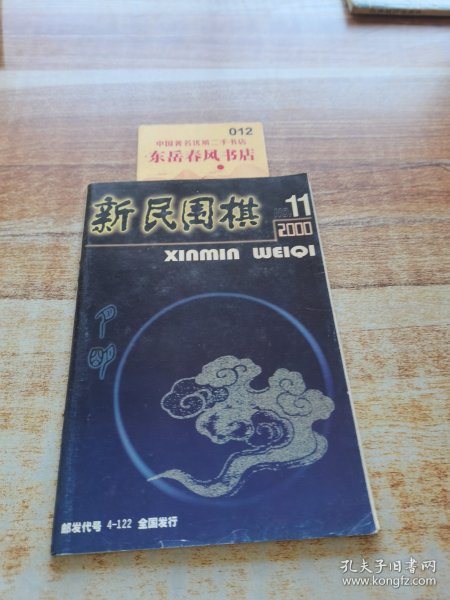 012
中国著名优质二手书店
东岳春风书店
新民围棋
11
2000
XINMIN WEIQI
邮发代号 4-122 全国发行
孔夫子旧书网
www.kongfz.com